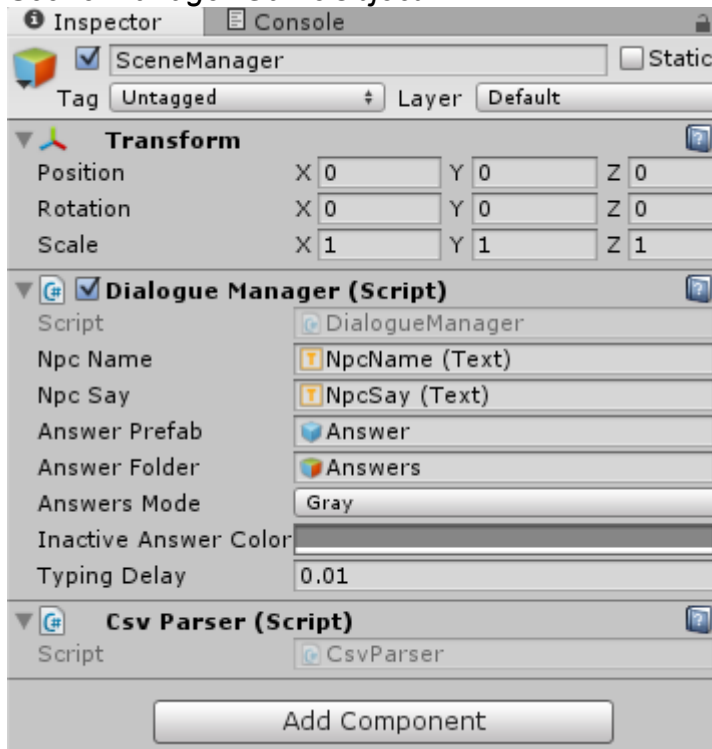 Inspector Console
SceneManager Static
Tag Untagged Layer Default
Transform
Position X 0 Y 0 Z 0
Rotation X 0 Y 0 Z 0
Scale X 1 Y 1 Z 1
Dialogue Manager (Script)
Script DialogueManager
Npc Name NpcName (Text)
Npc Say NpcSay (Text)
Answer Prefab Answer
Answer Folder Answers
Answers Mode Gray
Inactive Answer Color
Typing Delay 0.01
Csv Parser (Script)
Script CsvParser
Add Component